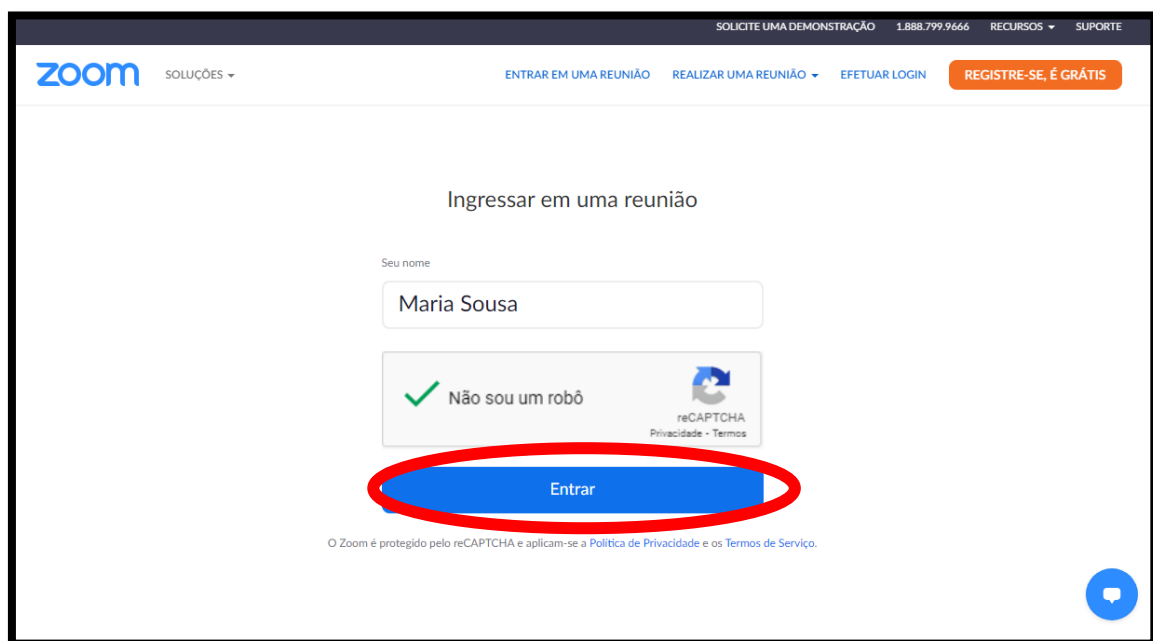 SOLICITE UMA DEMONSTRAÇÃO 1.888.799.9666 RECURSOS SUPORTE
zoom SOLUÇÕES ENTRAR EM UMA REUNIÃO REALIZAR UMA REUNIÃO EFETUAR LOGIN REGISTRE-SE, É GRÁTIS
Ingressar em uma reunião
Seu nome
Maria Sousa
Não sou um robô
reCAPTCHA
Privacidade - Termos
Entrar
O Zoom é protegido pelo reCAPTCHA e aplicam-se a Política de Privacidade e os Termos de Serviço.